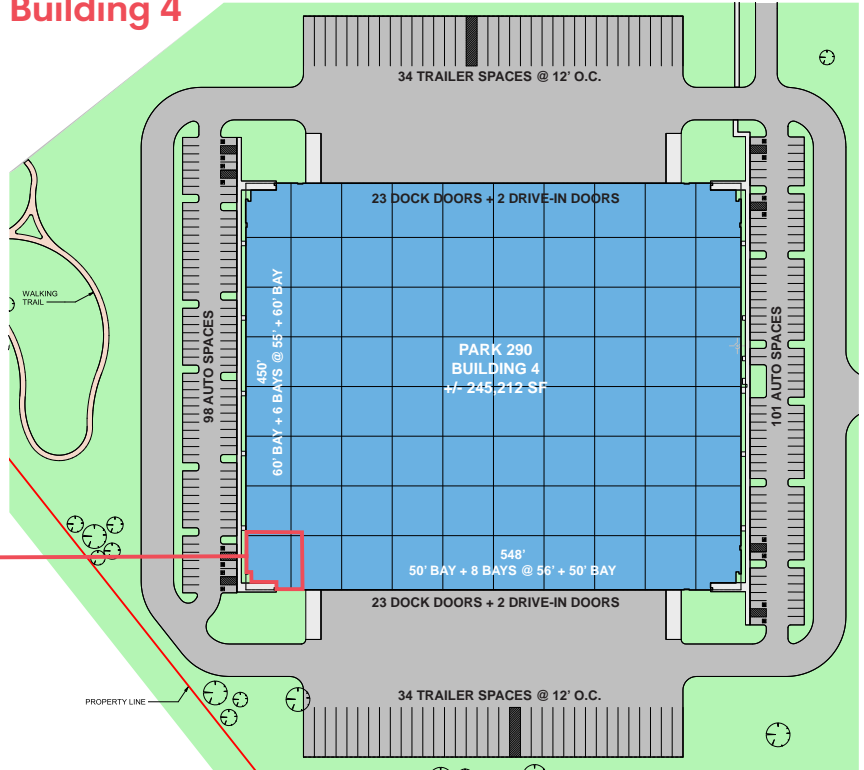 Building 4
34 TRAILER SPACES @ 12' O.C.
23 DOCK DOORS + 2 DRIVE-IN DOORS
WALKING
TRAIL
98 AUTO SPACES
450'
60' BAY + 6 BAYS @ 55' + 60' BAY
PARK 290
BUILDING 4
+/- 245,212 SF
101 AUTO SPACES
548'
50' BAY + 8 BAYS @ 56' + 50' BAY
23 DOCK DOORS + 2 DRIVE-IN DOORS
34 TRAILER SPACES @ 12' O.C.
PROPERTY LINE